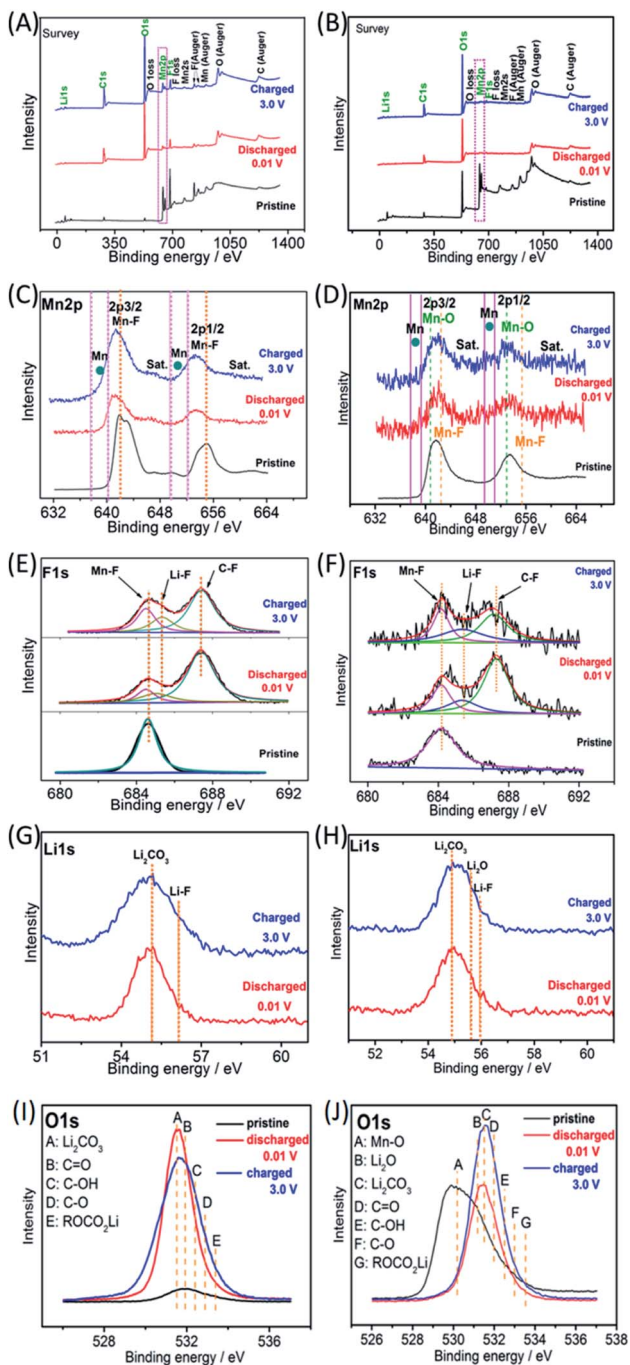 (A)
Survey
Li1s
C1s
O1s
O loss
Mn2p
F1s
F loss
Mn2s
F(Auger)
Mn (Auger)
O (Auger)
C (Auger)
Charged
3.0 V
Discharged
0.01 V
Pristine
Intensity
0 350 700 1050 1400
Binding energy / eV
(B)
Survey
Li1s
C1s
O1s
O loss
Mn2p
F1s
F loss
Mn2s
F (Auger)
Mn (Auger)
O (Auger)
C (Auger)
Charged
3.0 V
Discharged
0.01 V
Pristine
Intensity
0 350 700 1050 1400
Binding energy / eV
(C)
Mn2p
2p3/2
Mn-F
2p1/2
Mn-F
Mn
Sat.
Mn
Sat.
Charged
3.0 V
Discharged
0.01 V
Pristine
Intensity
632 640 648 656 664
Binding energy / eV
(D)
Mn2p
2p3/2
Mn-O
2p1/2
Mn-O
Mn
Sat.
Mn
Sat.
Charged
3.0 V
Discharged
0.01 V
Mn-F
Mn-F
Pristine
Intensity
632 640 648 656 664
Binding energy / eV
(E)
F1s
Mn-F
Li-F
C-F
Charged
3.0 V
Discharged
0.01 V
Pristine
Intensity
680 684 688 692
Binding energy / eV
(F)
F1s
Mn-F
Li-F
C-F
Charged
3.0 V
Discharged
0.01 V
Pristine
Intensity
680 684 688 692
Binding energy / eV
(G)
Li1s
Li₂CO₃
Li-F
Charged
3.0 V
Discharged
0.01 V
Intensity
51 54 57 60
Binding energy / eV
(H)
Li1s
Li₂CO₃
Li₂O
Li-F
Charged
3.0 V
Discharged
0.01 V
Intensity
52 54 56 58 60
Binding energy / eV
(I)
O1s
A: Li₂CO₃
B: C=O
C: C-OH
D: C-O
E: ROCO₂Li
A
B
C
D
E
pristine
discharged
0.01 V
charged
3.0 V
Intensity
528 532 536
Binding energy / eV
(J)
O1s
A: Mn-O
B: Li₂O
C: Li₂CO₃
D: C=O
E: C-OH
F: C-O
G: ROCO₂Li
A
B
C
D
E
F
G
pristine
discharged
0.01 V
charged
3.0 V
Intensity
526 528 530 532 534 536 538
Binding energy / eV